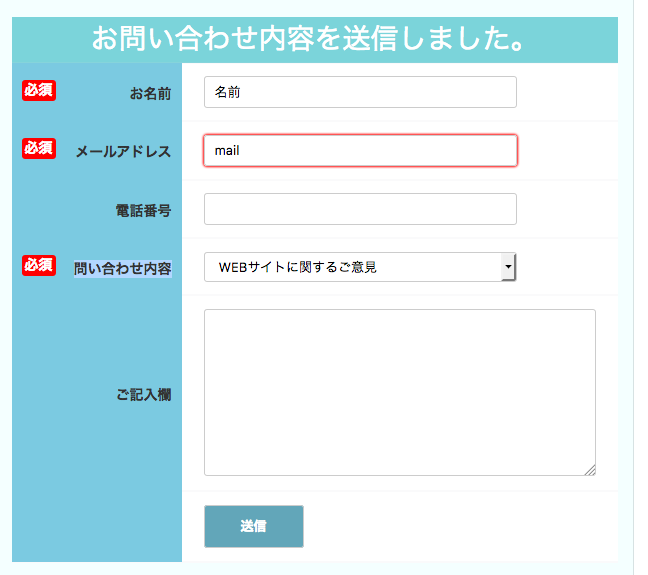 お問い合わせ内容を送信しました。
必須 お名前 名前
必須 メールアドレス mail
電話番号
必須 問い合わせ内容 WEBサイトに関するご意見
ご記入欄
送信